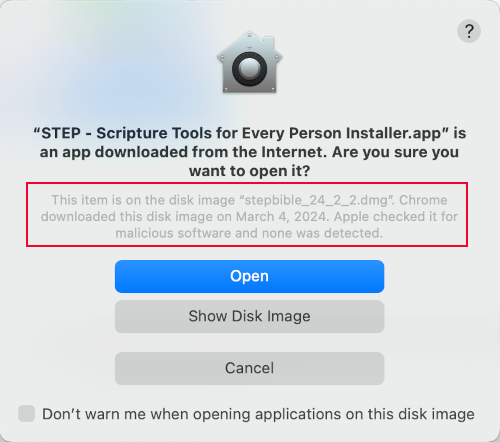 ?
“STEP - Scripture Tools for Every Person Installer.app” is
an app downloaded from the Internet. Are you sure you
want to open it?
This item is on the disk image “stepbible_24_2_2.dmg”. Chrome
downloaded this disk image on March 4, 2024. Apple checked it for
malicious software and none was detected.
Open
Show Disk Image
Cancel
Don’t warn me when opening applications on this disk image